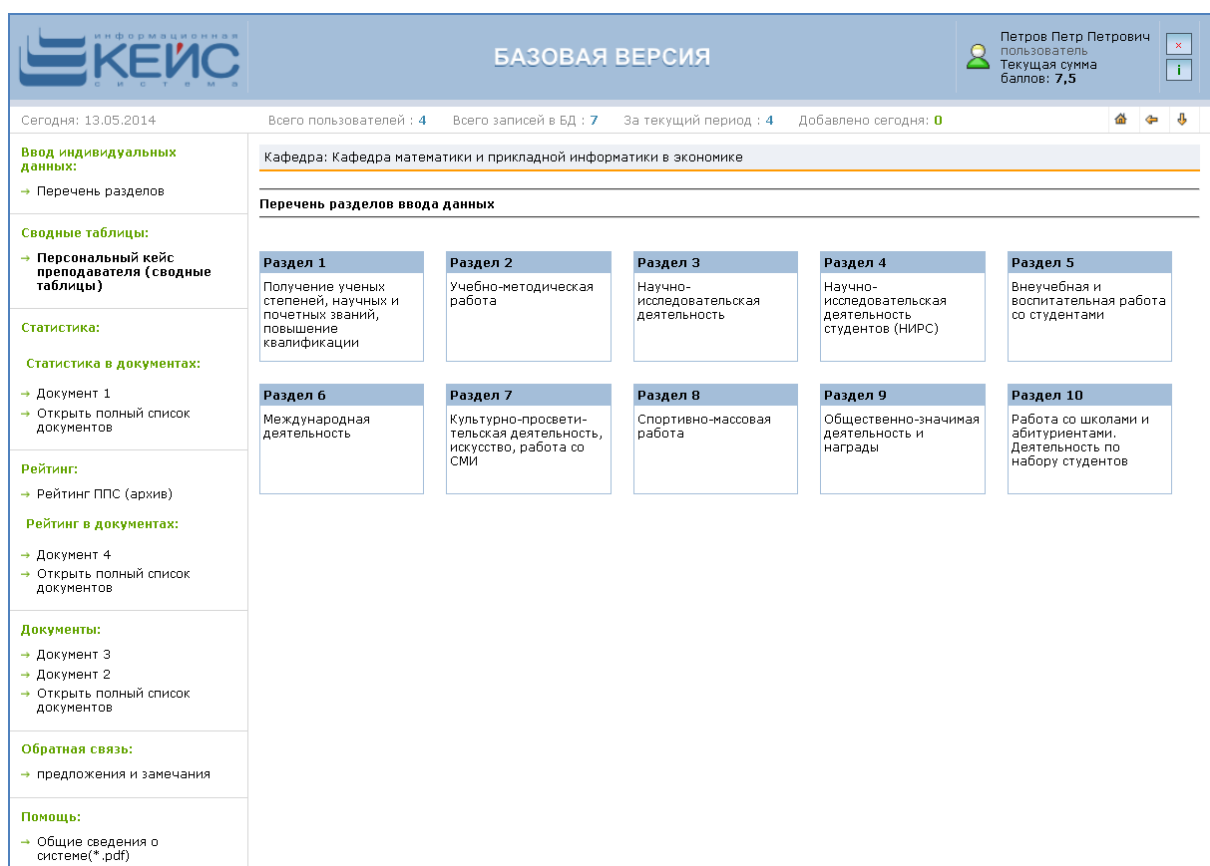 информационная
КЕЙС
система
БАЗОВАЯ ВЕРСИЯ
Петров Петр Петрович
пользователь
Текущая сумма
баллов: 7,5
x
i
Сегодня: 13.05.2014
Всего пользователей : 4 Всего записей в БД : 7 За текущий период : 4 Добавлено сегодня: 0
Ввод индивидуальных
данных:
→ Перечень разделов
Сводные таблицы:
→ Персональный кейс
преподавателя (сводные
таблицы)
Статистика:
Статистика в документах:
→ Документ 1
→ Открыть полный список
документов
Рейтинг:
→ Рейтинг ППС (архив)
Рейтинг в документах:
→ Документ 4
→ Открыть полный список
документов
Документы:
→ Документ 3
→ Документ 2
→ Открыть полный список
документов
Обратная связь:
→ предложения и замечания
Помощь:
→ Общие сведения о
системе(*.pdf)
Кафедра: Кафедра математики и прикладной информатики в экономике
Перечень разделов ввода данных
Раздел 1
Получение ученых
степеней, научных и
почетных званий,
повышение
квалификации
Раздел 2
Учебно-методическая
работа
Раздел 3
Научно-
исследовательская
деятельность
Раздел 4
Научно-
исследовательская
деятельность
студентов (НИРС)
Раздел 5
Внеучебная и
воспитательная работа
со студентами
Раздел 6
Международная
деятельность
Раздел 7
Культурно-просвети-
тельская деятельность,
искусство, работа со
СМИ
Раздел 8
Спортивно-массовая
работа
Раздел 9
Общественно-значимая
деятельность и
награды
Раздел 10
Работа со школами и
абитуриентами.
Деятельность по
набору студентов